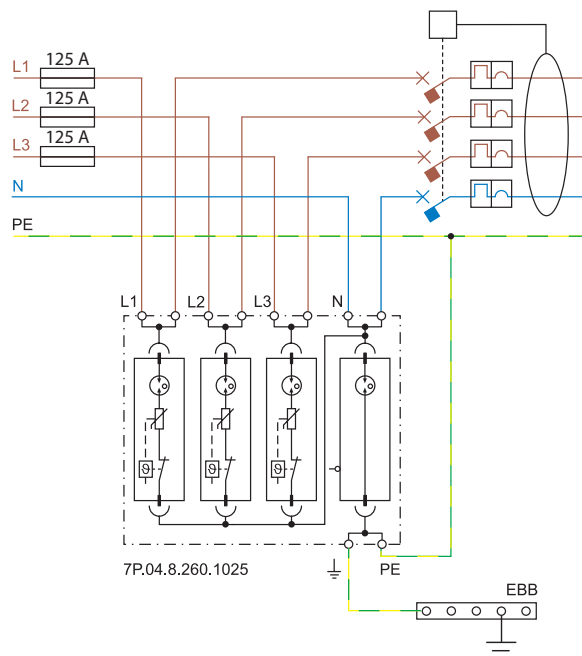 125 A
L1
125 A
L2
125 A
L3
N
PE
L1 L2 L3 N
ϑ ϑ ϑ
7P.04.8.260.1025
PE
EBB